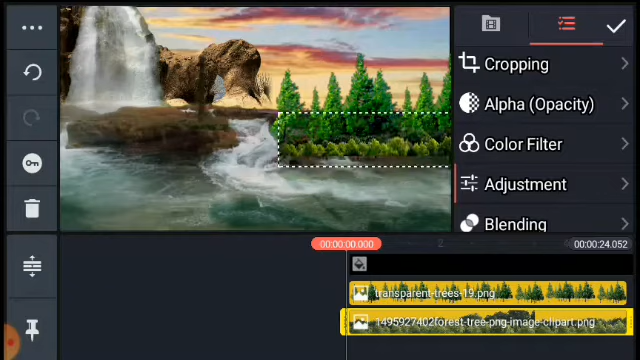 Cropping
Alpha (Opacity)
Color Filter
Adjustment
Blending
00:00:00.000
2
00:00:24.052
transparent-trees-19.png
1495927402forest-tree-png-image-clipart.png